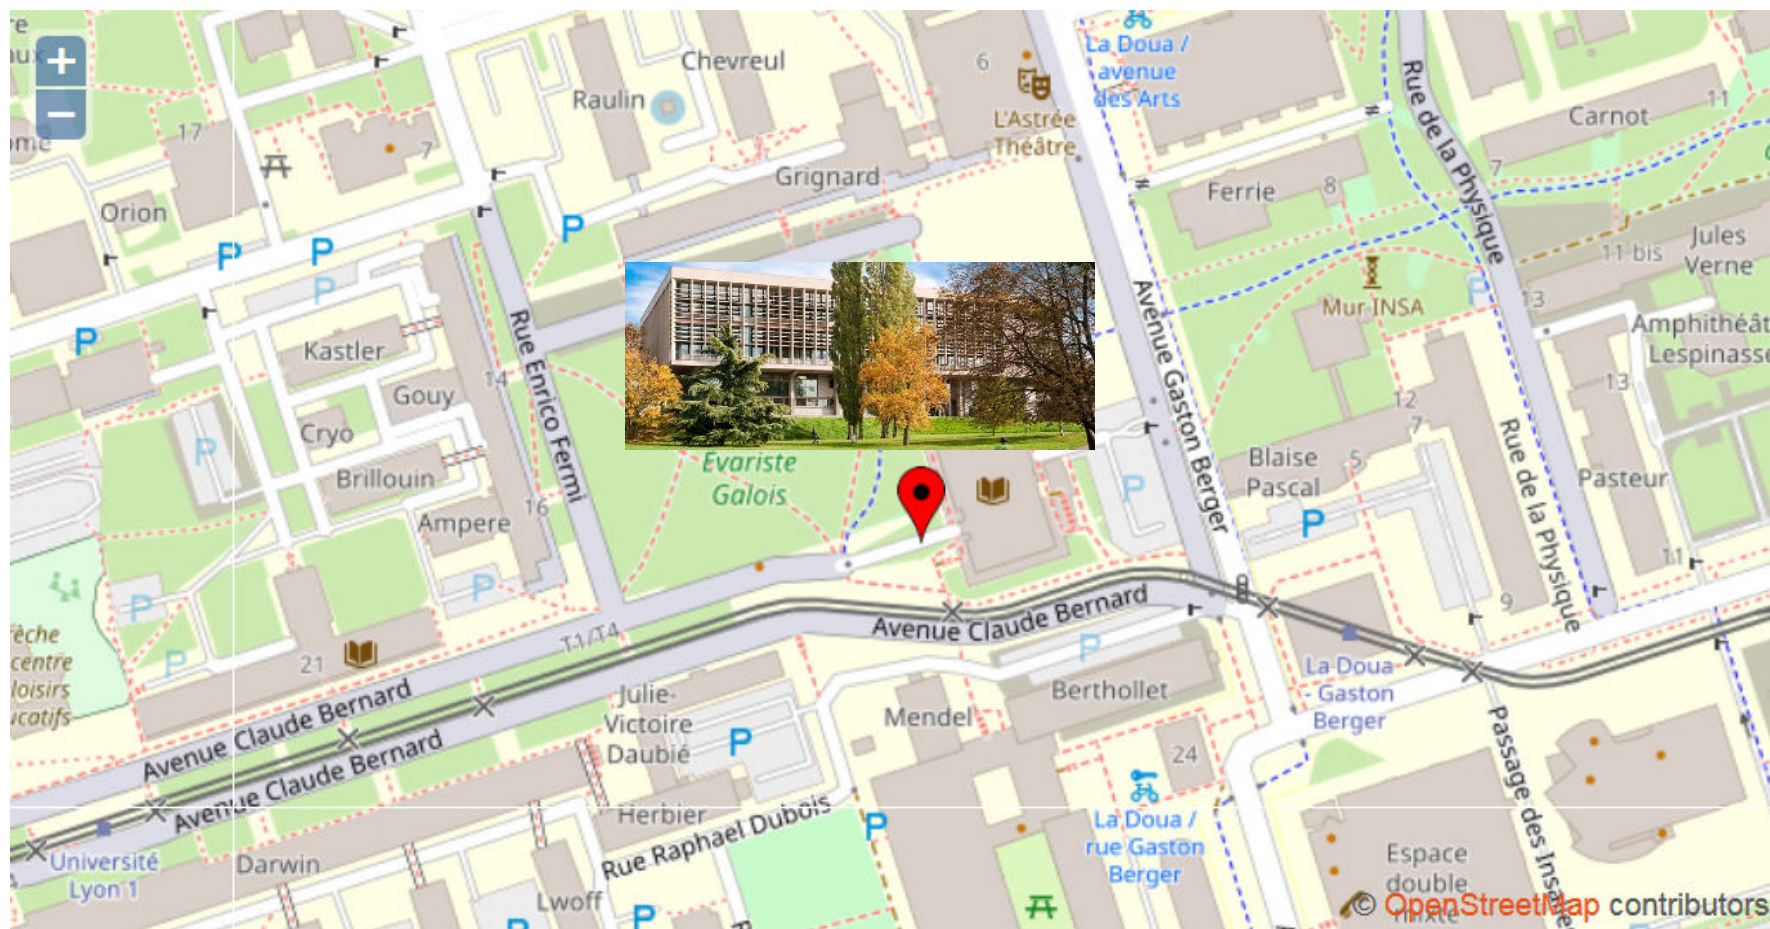 +
−
17
7
Orion
Raulin
Chevreul
6
L'Astrée
Théâtre
La Doua /
avenue
des Arts
Rue de la Physique
Carnot
11
7
Grignard
Ferrie
8
Jules
Verne
11 bis
P
P
P
P
P
P
Mur INSA
P
13
Kastler
14
Gouy
Cryo
Brillouin
Ampere
16
P
Rue Enrico Fermi
Evariste
Galois
Avenue Gaston Berger
P
Blaise
Pascal
5
12
7
P
13
Pasteur
Rue de la Physique
11
9
P
P
P
21
T1/T4
Avenue Claude Bernard
Avenue Claude Bernard
Avenue Claude Bernard
P
Julie-
Victoire
Daubié
P
Mendel
Berthollet
24
La Doua
- Gaston
Berger
Université
Lyon 1
Darwin
Herbier
Rue Raphael Dubois
Lwoff
P
P
P
La Doua /
rue Gaston
Berger
Espace
double
mixte
© OpenStreetMap contributors